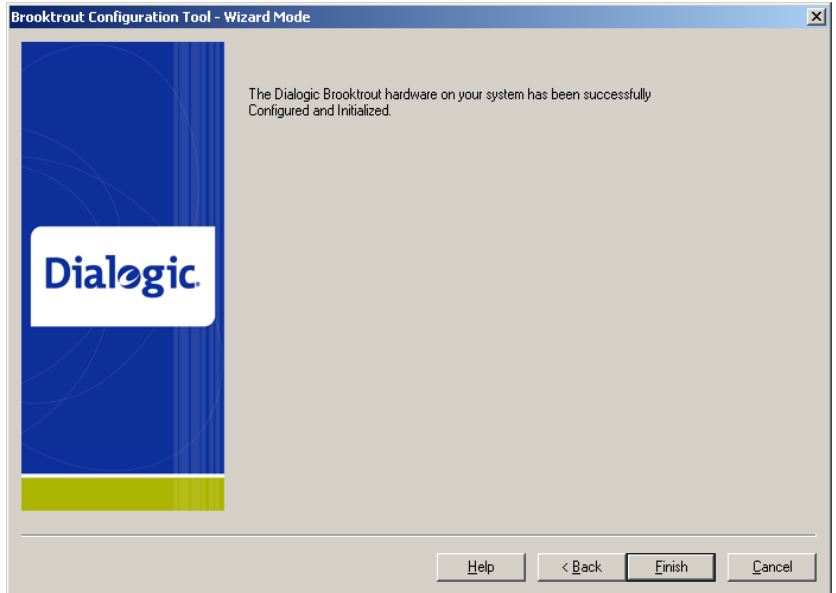 Brooktrout Configuration Tool - Wizard Mode
The Dialogic Brooktrout hardware on your system has been successfully
Configured and Initialized.
Dialogic.
Help
< Back
Finish
Cancel